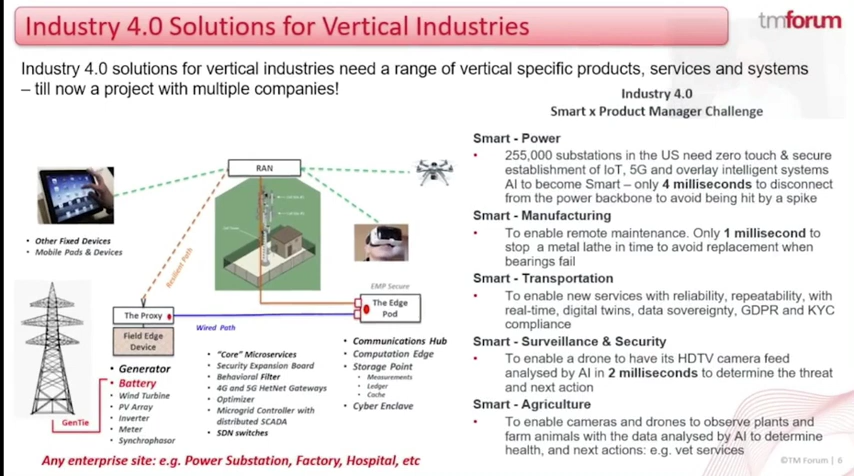 Industry 4.0 Solutions for Vertical Industries
tmforum
Industry 4.0 solutions for vertical industries need a range of vertical specific products, services and systems
– till now a project with multiple companies!
Industry 4.0
Smart x Product Manager Challenge
RAN
• Other Fixed Devices
• Mobile Pads & Devices
Resilient Path
EMP Secure
The Edge
Pod
The Proxy
Wired Path
Field Edge
Device
• Generator
• Battery
• Wind Turbine
• PV Array
• Inverter
• Meter
• Synchrophasor
GenTie
• "Core" Microservices
• Security Expansion Board
• Behavioral Filter
• 4G and 5G HetNet Gateways
• Optimizer
• Microgrid Controller with
distributed SCADA
• SDN switches
• Communications Hub
• Computation Edge
• Storage Point
• Measurements
• Ledger
• Cache
• Cyber Enclave
Any enterprise site: e.g. Power Substation, Factory, Hospital, etc
Smart - Power
• 255,000 substations in the US need zero touch & secure
establishment of IoT, 5G and overlay intelligent systems
AI to become Smart – only 4 milliseconds to disconnect
from the power backbone to avoid being hit by a spike
Smart - Manufacturing
• To enable remote maintenance. Only 1 millisecond to
stop a metal lathe in time to avoid replacement when
bearings fail
Smart - Transportation
• To enable new services with reliability, repeatability, with
real-time, digital twins, data sovereignty, GDPR and KYC
compliance
Smart - Surveillance & Security
• To enable a drone to have its HDTV camera feed
analysed by AI in 2 milliseconds to determine the threat
and next action
Smart - Agriculture
• To enable cameras and drones to observe plants and
farm animals with the data analysed by AI to determine
health, and next actions: e.g. vet services
©TM Forum | 6